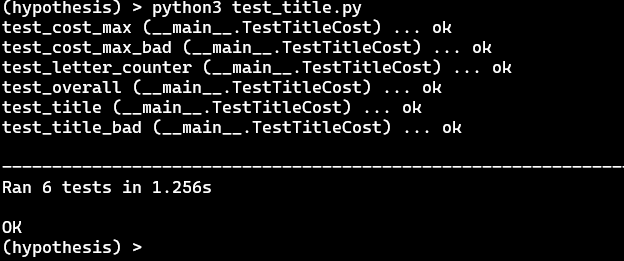 (hypothesis) > python3 test_title.py
test_cost_max (__main__.TestTitleCost) ... ok
test_cost_max_bad (__main__.TestTitleCost) ... ok
test_letter_counter (__main__.TestTitleCost) ... ok
test_overall (__main__.TestTitleCost) ... ok
test_title (__main__.TestTitleCost) ... ok
test_title_bad (__main__.TestTitleCost) ... ok
----------------------------------------------------------------------
Ran 6 tests in 1.256s
OK
(hypothesis) >